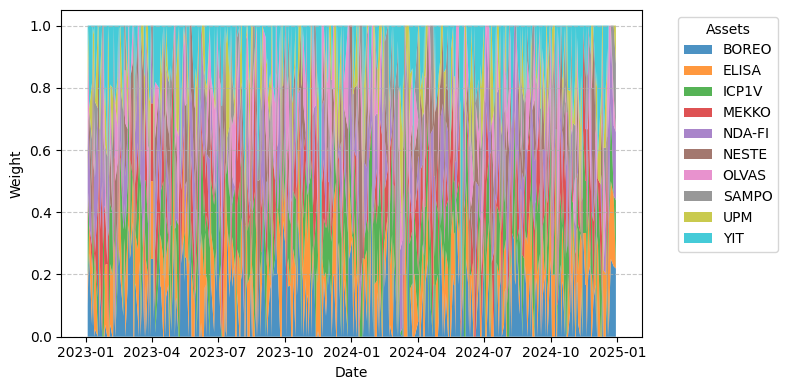 1.0
0.8
0.6
0.4
0.2
0.0
Weight
2023-01 2023-04 2023-07 2023-10 2024-01 2024-04 2024-07 2024-10 2025-01
Date
Assets
BOREO
ELISA
ICP1V
MEKKO
NDA-FI
NESTE
OLVAS
SAMPO
UPM
YIT